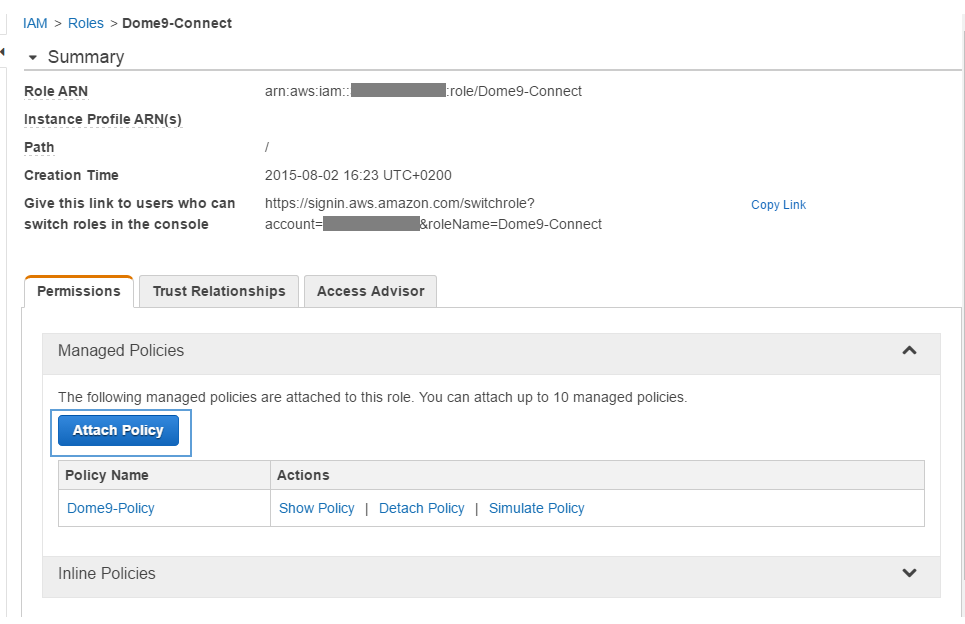 IAM > Roles > Dome9-Connect
Summary
Role ARN arn:aws:iam:: :role/Dome9-Connect
Instance Profile ARN(s)
Path /
Creation Time 2015-08-02 16:23 UTC+0200
Give this link to users who can https://signin.aws.amazon.com/switchrole? Copy Link
switch roles in the console account= &roleName=Dome9-Connect
Permissions Trust Relationships Access Advisor
Managed Policies
The following managed policies are attached to this role. You can attach up to 10 managed policies.
Attach Policy
Policy Name Actions
Dome9-Policy Show Policy | Detach Policy | Simulate Policy
Inline Policies